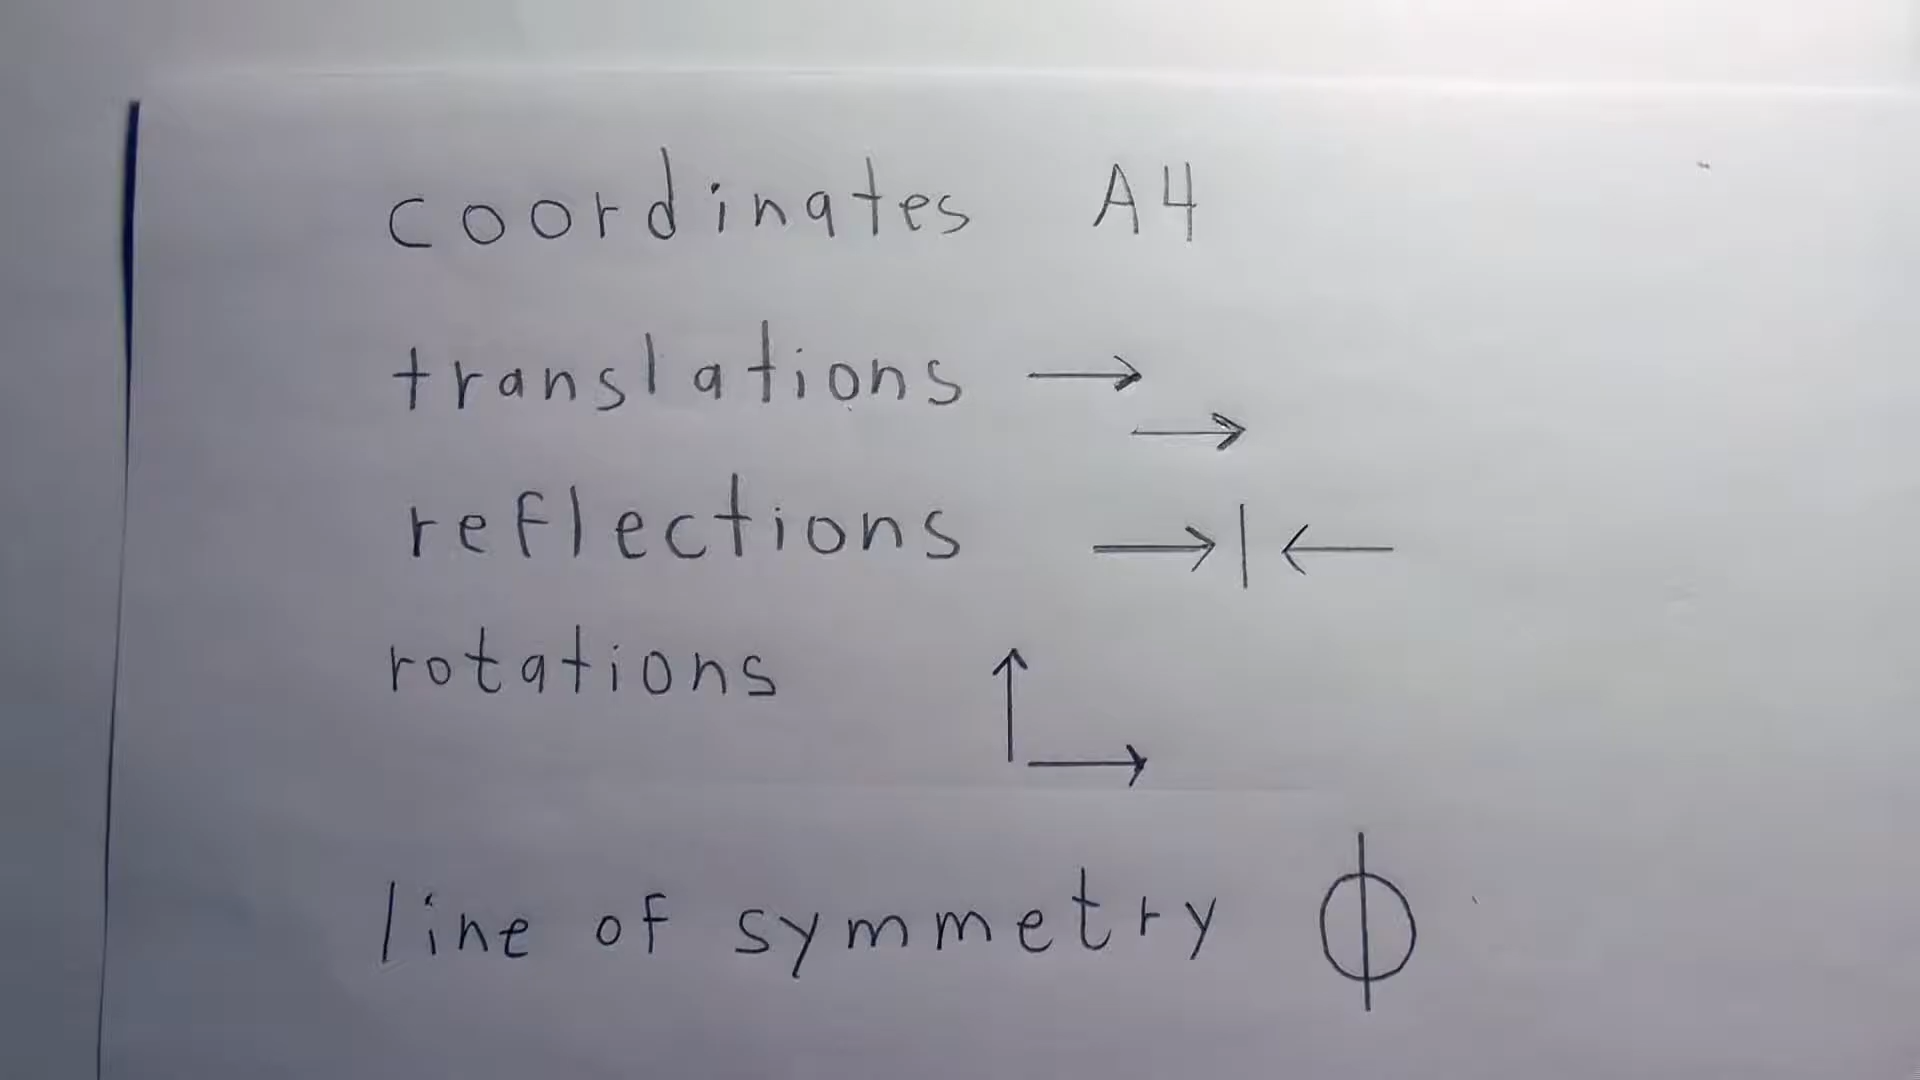 coordinates A4
translations
reflections
rotations
line of symmetry